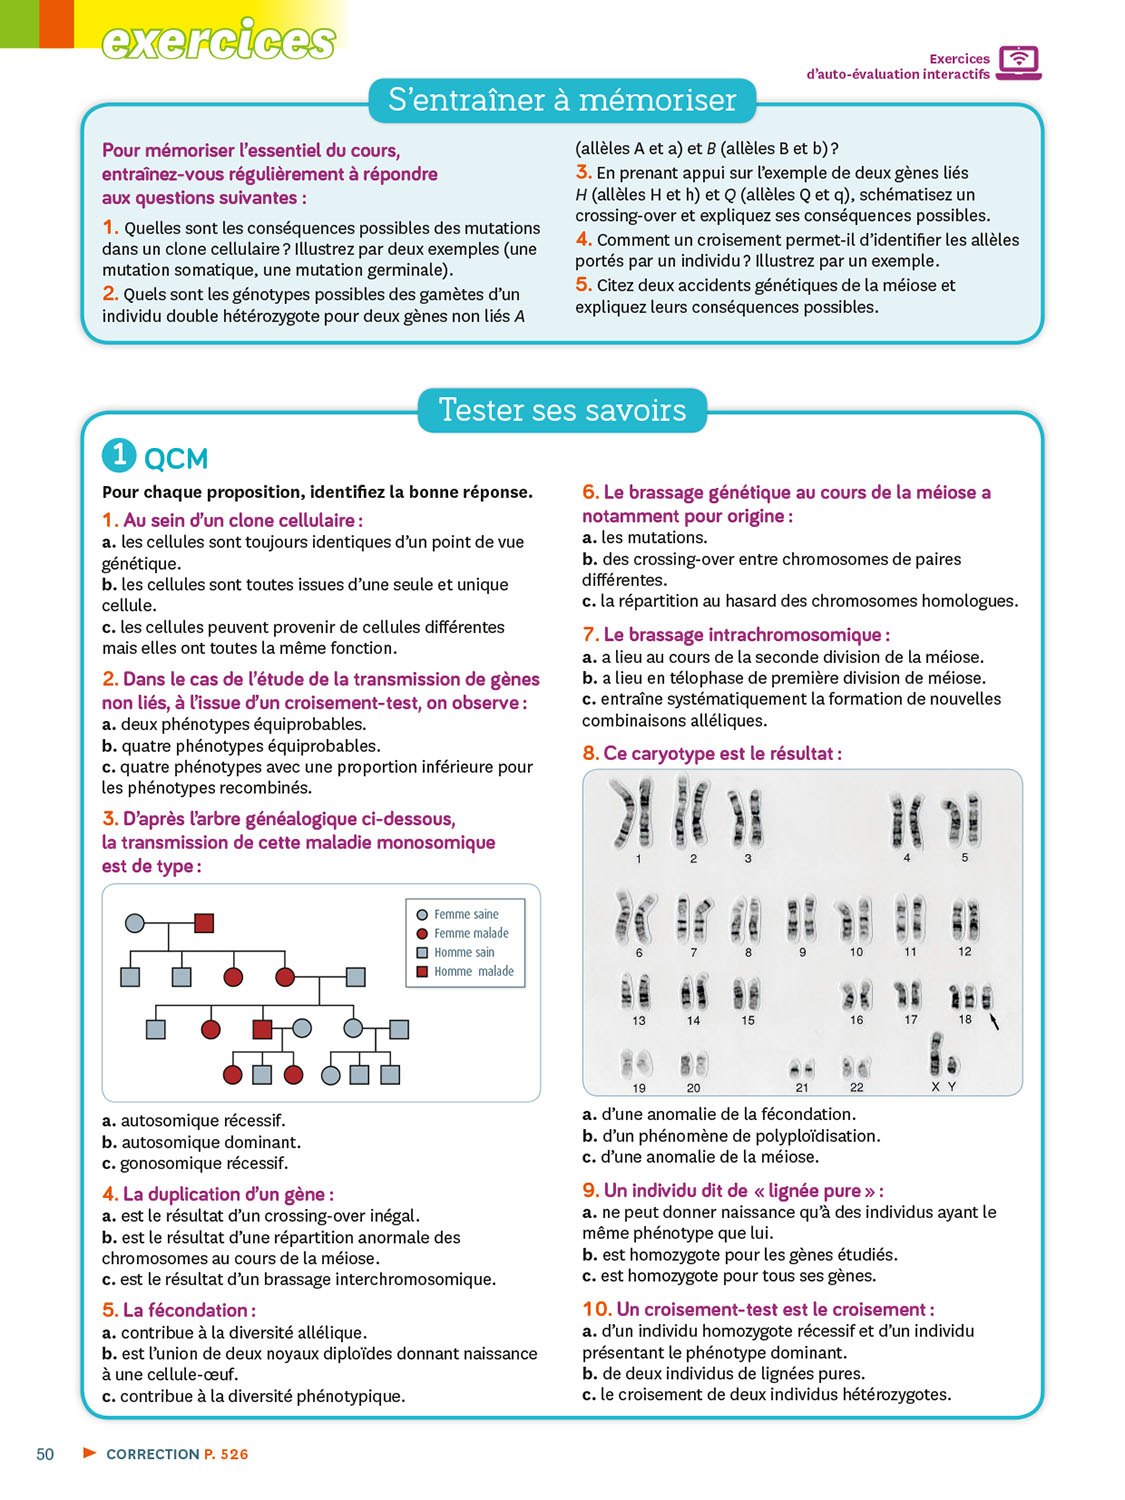 exercices
Exercices
d'auto-évaluation interactifs
S'entraîner à mémoriser
Pour mémoriser l'essentiel du cours,
entraînez-vous régulièrement à répondre
aux questions suivantes :
1. Quelles sont les conséquences possibles des mutations
dans un clone cellulaire ? Illustrez par deux exemples (une
mutation somatique, une mutation germinale).
2. Quels sont les génotypes possibles des gamètes d'un
individu double hétérozygote pour deux gènes non liés A
(allèles A et a) et B (allèles B et b) ?
3. En prenant appui sur l'exemple de deux gènes liés
H (allèles H et h) et Q (allèles Q et q), schématisez un
crossing-over et expliquez ses conséquences possibles.
4. Comment un croisement permet-il d'identifier les allèles
portés par un individu ? Illustrez par un exemple.
5. Citez deux accidents génétiques de la méiose et
expliquez leurs conséquences possibles.
Tester ses savoirs
1 QCM
Pour chaque proposition, identifiez la bonne réponse.
1. Au sein d'un clone cellulaire :
a. les cellules sont toujours identiques d'un point de vue
génétique.
b. les cellules sont toutes issues d'une seule et unique
cellule.
c. les cellules peuvent provenir de cellules différentes
mais elles ont toutes la même fonction.
2. Dans le cas de l'étude de la transmission de gènes
non liés, à l'issue d'un croisement-test, on observe :
a. deux phénotypes équiprobables.
b. quatre phénotypes équiprobables.
c. quatre phénotypes avec une proportion inférieure pour
les phénotypes recombinés.
3. D'après l'arbre généalogique ci-dessous,
la transmission de cette maladie monosomique
est de type :
Femme saine
Femme malade
Homme sain
Homme malade
a. autosomique récessif.
b. autosomique dominant.
c. gonosomique récessif.
4. La duplication d'un gène :
a. est le résultat d'un crossing-over inégal.
b. est le résultat d'une répartition anormale des
chromosomes au cours de la méiose.
c. est le résultat d'un brassage interchromosomique.
5. La fécondation :
a. contribue à la diversité allélique.
b. est l'union de deux noyaux diploïdes donnant naissance
à une cellule-œuf.
c. contribue à la diversité phénotypique.
6. Le brassage génétique au cours de la méiose a
notamment pour origine :
a. les mutations.
b. des crossing-over entre chromosomes de paires
différentes.
c. la répartition au hasard des chromosomes homologues.
7. Le brassage intrachromosomique :
a. a lieu au cours de la seconde division de la méiose.
b. a lieu en télophase de première division de méiose.
c. entraîne systématiquement la formation de nouvelles
combinaisons alléliques.
8. Ce caryotype est le résultat :
1 2 3 4 5
6 7 8 9 10 11 12
13 14 15 16 17 18
19 20 21 22 X Y
a. d'une anomalie de la fécondation.
b. d'un phénomène de polyploïdisation.
c. d'une anomalie de la méiose.
9. Un individu dit de « lignée pure » :
a. ne peut donner naissance qu'à des individus ayant le
même phénotype que lui.
b. est homozygote pour les gènes étudiés.
c. est homozygote pour tous ses gènes.
10. Un croisement-test est le croisement :
a. d'un individu homozygote récessif et d'un individu
présentant le phénotype dominant.
b. de deux individus de lignées pures.
c. le croisement de deux individus hétérozygotes.
50 CORRECTION P. 526